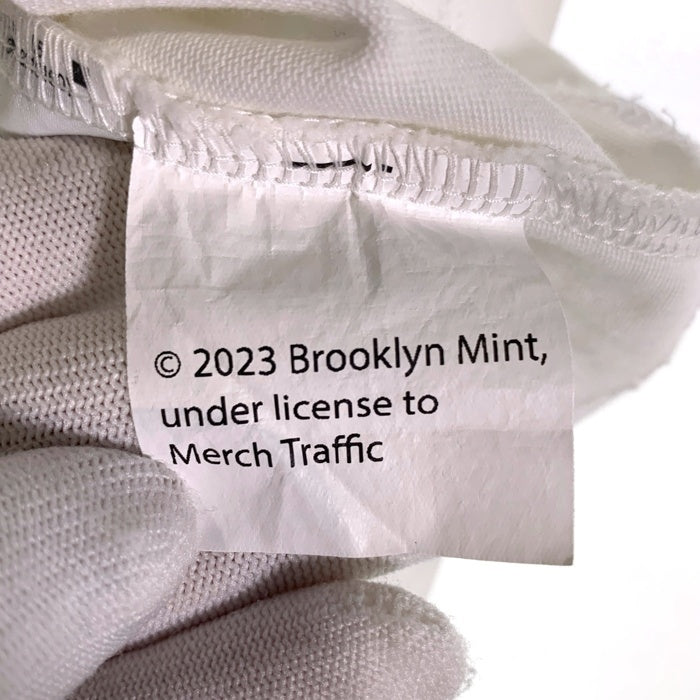 © 2023 Brooklyn Mint,
under license to
Merch Traffic